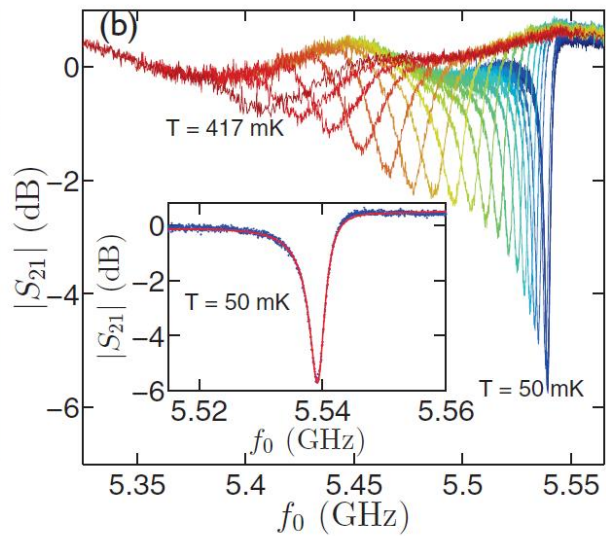 (b)
0
−2
−4
−6
|S21| (dB)
T = 417 mK
0
−2
−4
−6
|S21| (dB)
T = 50 mK
5.52
5.54
5.56
f0 (GHz)
T = 50 mK
5.35
5.4
5.45
5.5
5.55
f0 (GHz)